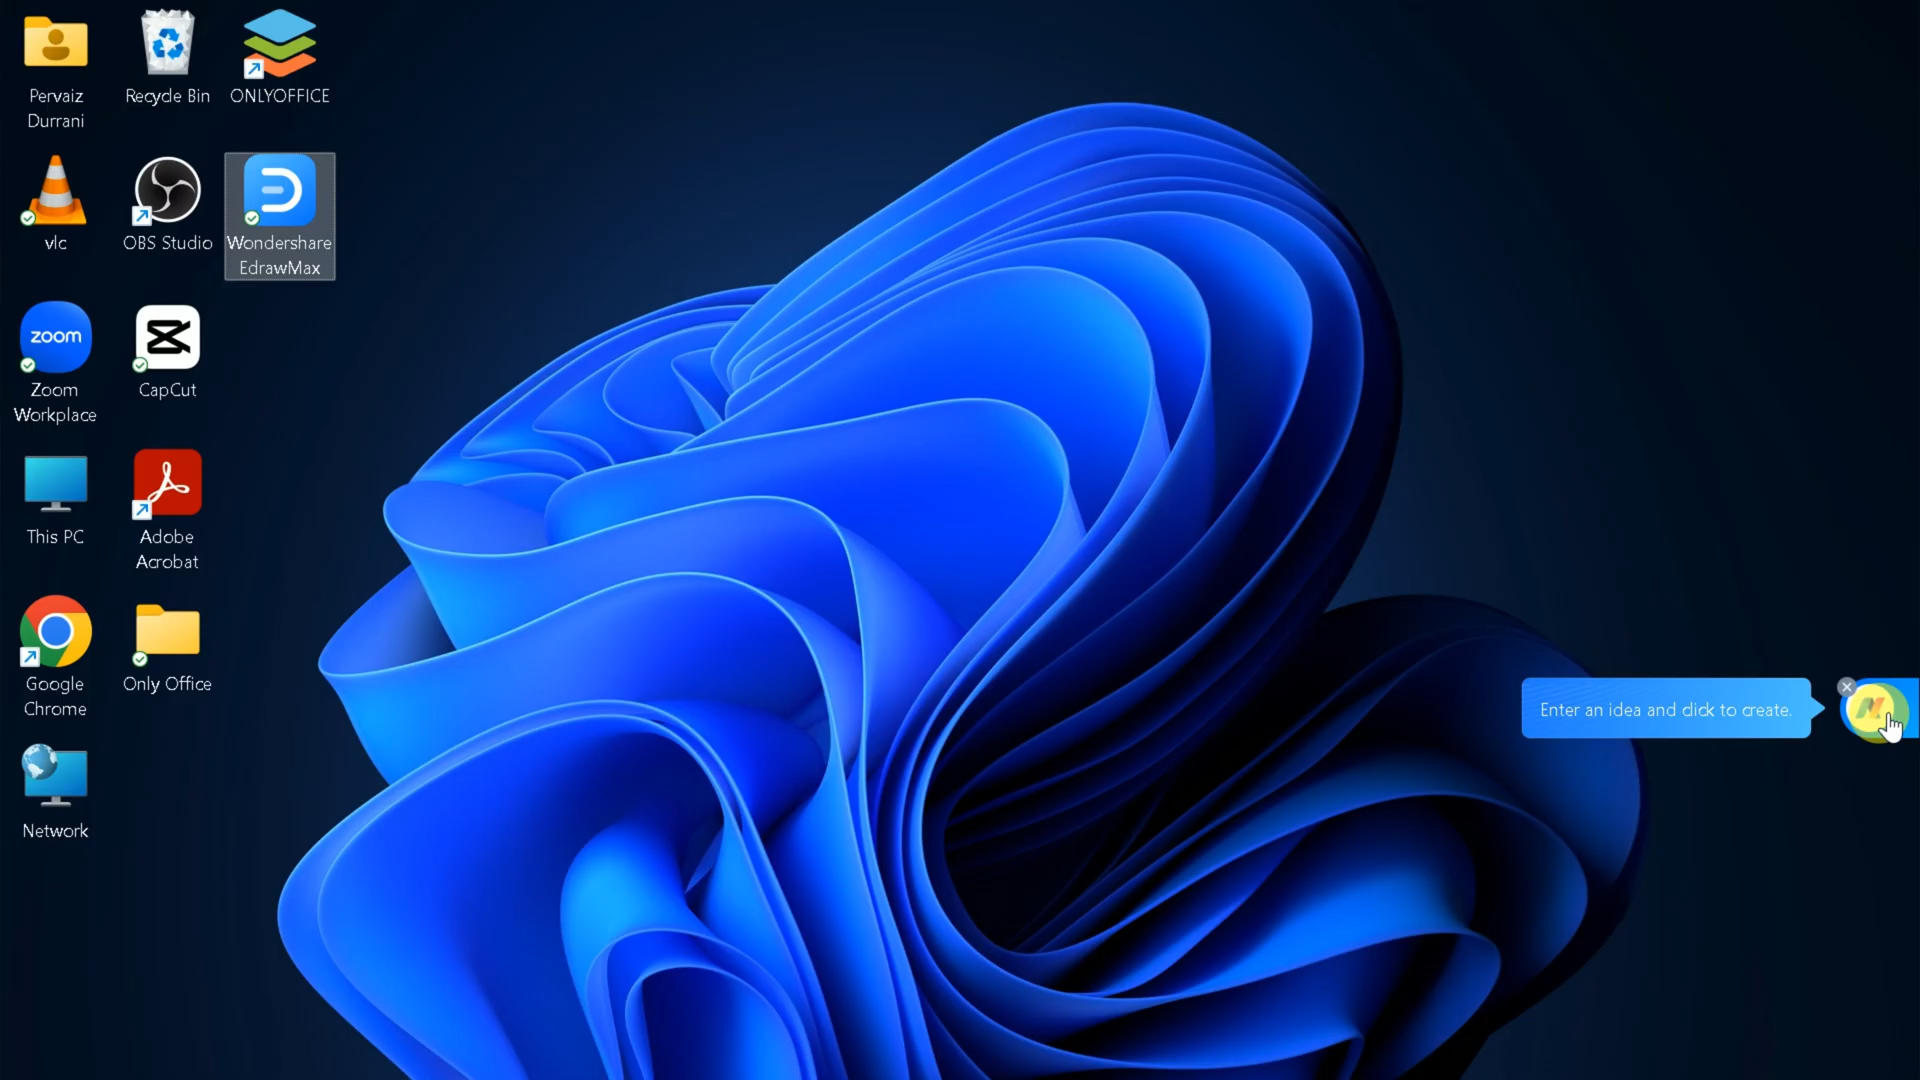 Pervaiz
Durrani
Recycle Bin
ONLYOFFICE
vlc
OBS Studio
Wondershare
EdrawMax
zoom
Zoom
Workplace
CapCut
This PC
Adobe
Acrobat
Google
Chrome
Only Office
Network
Enter an idea and click to create.